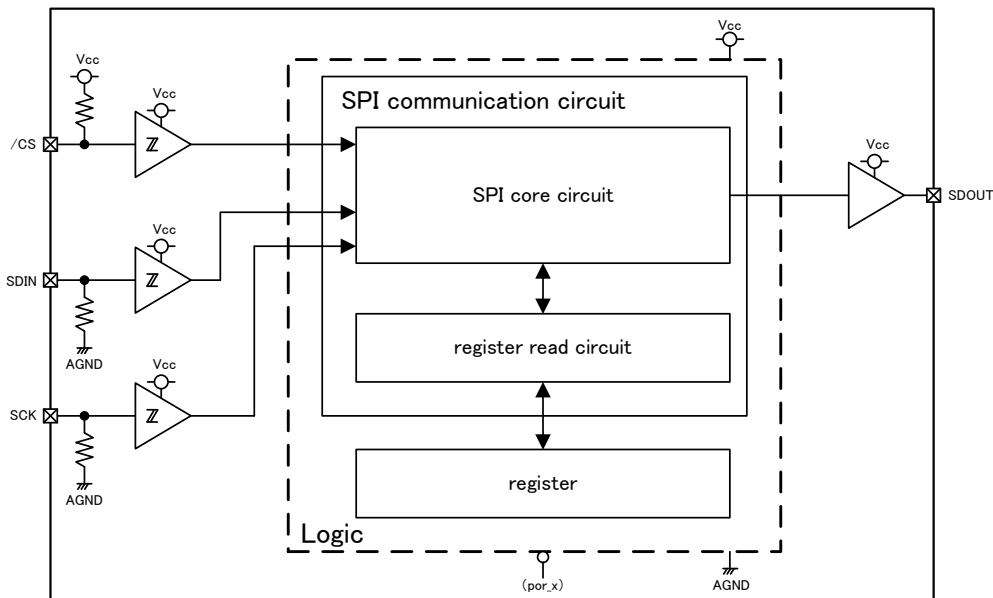 Vcc
Vcc
Vcc
SPI communication circuit
/CS
Vcc
SPI core circuit
SDOUT
Vcc
SDIN
AGND
register read circuit
Vcc
SCK
AGND
register
Logic
(por_x)
AGND